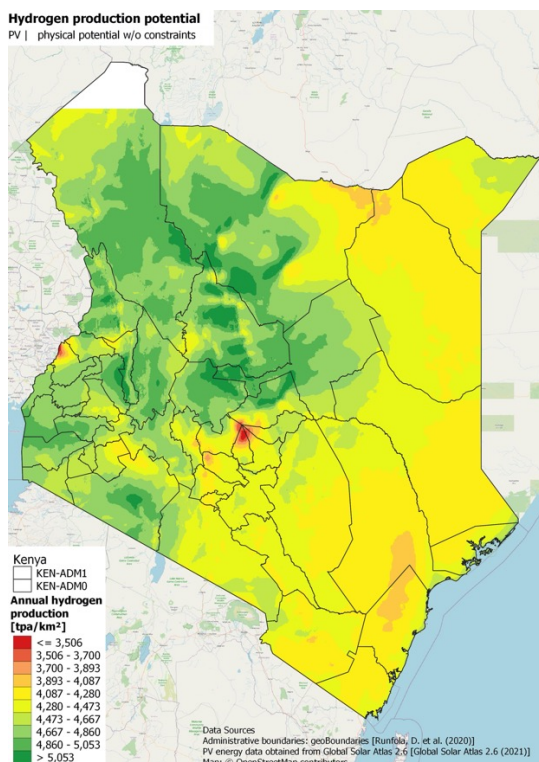 Hydrogen production potential
PV | physical potential w/o constraints
Kenya
KEN-ADM1
KEN-ADM0
Annual hydrogen
production
[tpa/km²]
<= 3,506
3,506 - 3,700
3,700 - 3,893
3,893 - 4,087
4,087 - 4,280
4,280 - 4,473
4,473 - 4,667
4,667 - 4,860
4,860 - 5,053
> 5,053
Data Sources
Administrative boundaries: geoBoundaries [Runfola, D. et al. (2020)]
PV energy data obtained from Global Solar Atlas 2.6 [Global Solar Atlas 2.6 (2021)]
Map: © OpenStreetMap contributors